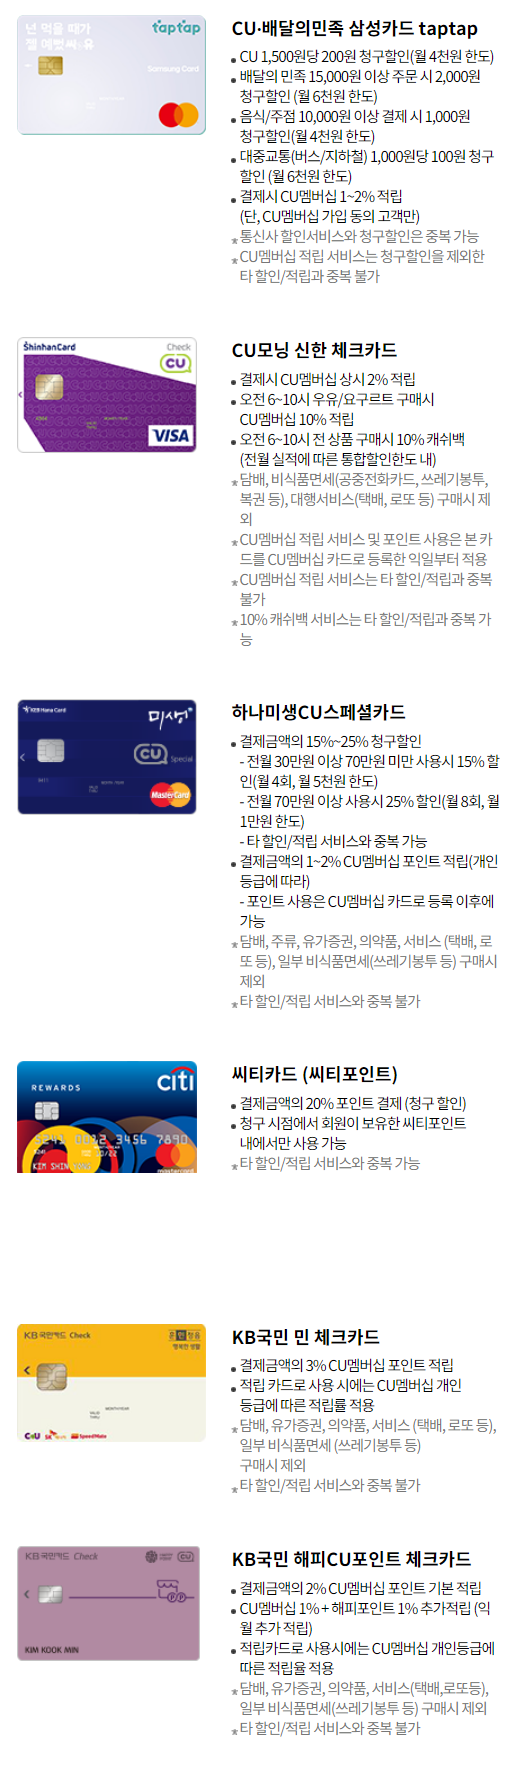 넌 먹을 때가
젤 예뻤씨유
taptap
Samsung Card
CU·배달의민족 삼성카드 taptap
CU 1,500원당 200원 청구할인(월 4천원 한도)
배달의 민족 15,000원 이상 주문 시 2,000원
청구할인 (월 6천원 한도)
음식/주점 10,000원 이상 결제 시 1,000원
청구할인(월 4천원 한도)
대중교통(버스/지하철) 1,000원당 100원 청구
할인 (월 6천원 한도)
결제시 CU멤버십 1~2% 적립
(단, CU멤버십 가입 동의 고객만)
* 통신사 할인서비스와 청구할인은 중복 가능
* CU멤버십 적립 서비스는 청구할인을 제외한
타 할인/적립과 중복 불가
ShinhanCard
Check
CU
VISA
CU모닝 신한 체크카드
결제시 CU멤버십 상시 2% 적립
오전 6~10시 우유/요구르트 구매시
CU멤버십 10% 적립
오전 6~10시 전 상품 구매시 10% 캐쉬백
(전월 실적에 따른 통합할인한도 내)
* 담배, 비식품면세(공중전화카드, 쓰레기봉투,
복권 등), 대행서비스(택배, 로또 등) 구매시 제
외
* CU멤버십 적립 서비스 및 포인트 사용은 본 카
드를 CU멤버십 카드로 등록한 익일부터 적용
* CU멤버십 적립 서비스는 타 할인/적립과 중복
불가
* 10% 캐쉬백 서비스는 타 할인/적립과 중복 가
능
KEB Hana Card
미생*
CU Special
MasterCard
하나미생CU스페셜카드
결제금액의 15%~25% 청구할인
- 전월 30만원 이상 70만원 미만 사용시 15% 할
인(월 4회, 월 5천원 한도)
- 전월 70만원 이상 사용시 25% 할인(월 8회, 월
1만원 한도)
- 타 할인/적립 서비스와 중복 가능
결제금액의 1~2% CU멤버십 포인트 적립(개인
등급에 따라)
- 포인트 사용은 CU멤버십 카드로 등록 이후에
가능
* 담배, 주류, 유가증권, 의약품, 서비스 (택배, 로
또 등), 일부 비식품면세(쓰레기봉투 등) 구매시
제외
* 타 할인/적립 서비스와 중복 불가
REWARDS
citi
5241 0032 3456 7890
KIM SHIN
mastercard
씨티카드 (씨티포인트)
결제금액의 20% 포인트 결제 (청구 할인)
청구 시점에서 회원이 보유한 씨티포인트
내에서만 사용 가능
* 타 할인/적립 서비스와 중복 가능
KB국민카드 Check
훈민정음
행복한 생활
CU
SpeedMate
KB국민 민 체크카드
결제금액의 3% CU멤버십 포인트 적립
적립 카드로 사용 시에는 CU멤버십 개인
등급에 따른 적립률 적용
* 담배, 유가증권, 의약품, 서비스 (택배, 로또 등),
일부 비식품면세 (쓰레기봉투 등)
구매시 제외
* 타 할인/적립 서비스와 중복 불가
KB국민카드 Check
CU
KIM KOOK MIN
KB국민 해피CU포인트 체크카드
결제금액의 2% CU멤버십 포인트 기본 적립
CU멤버십 1% + 해피포인트 1% 추가적립 (익
월 추가 적립)
적립카드로 사용시에는 CU멤버십 개인등급에
따른 적립율 적용
* 담배, 유가증권, 의약품, 서비스(택배,로또등),
일부 비식품면세(쓰레기봉투 등) 구매시 제외
* 타 할인/적립 서비스와 중복 불가